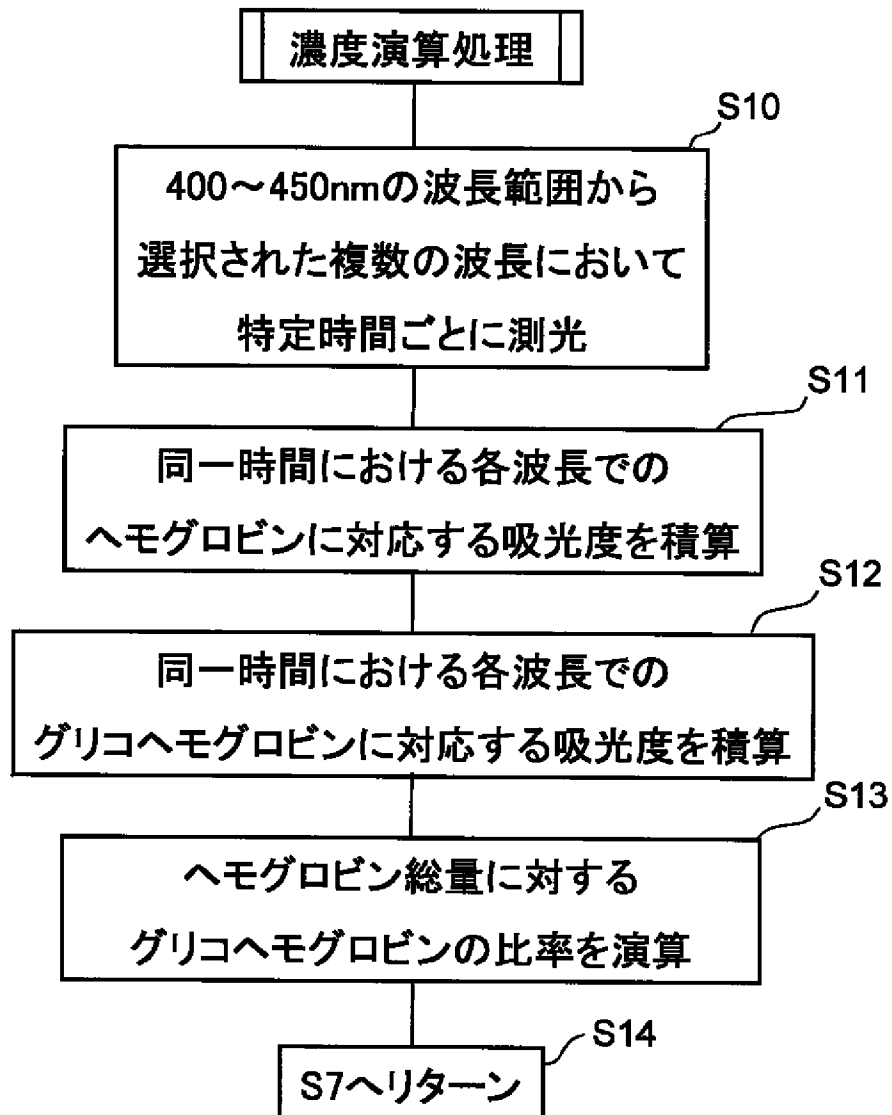 濃度演算処理
S10
400～450nmの波長範囲から
選択された複数の波長において
特定時間ごとに測光
S11
同一時間における各波長での
ヘモグロビンに対応する吸光度を積算
S12
同一時間における各波長での
グリコヘモグロビンに対応する吸光度を積算
S13
ヘモグロビン総量に対する
グリコヘモグロビンの比率を演算
S14
S7へリターン